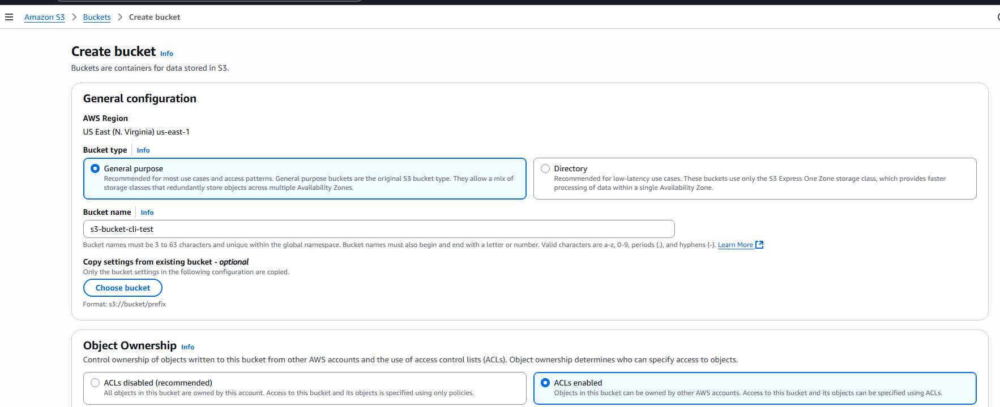 Amazon S3 > Buckets > Create bucket
Create bucket Info
Buckets are containers for data stored in S3.
General configuration
AWS Region
US East (N. Virginia) us-east-1
Bucket type Info
General purpose
Recommended for most use cases and access patterns. General purpose buckets are the original S3 bucket type. They allow a mix of
storage classes that redundantly store objects across multiple Availability Zones.
Directory
Recommended for low-latency use cases. These buckets use only the S3 Express One Zone storage class, which provides faster
processing of data within a single Availability Zone.
Bucket name Info
s3-bucket-cli-test
Bucket names must be 3 to 63 characters and unique within the global namespace. Bucket names must also begin and end with a letter or number. Valid characters are a-z, 0-9, periods (.), and hyphens (-). Learn More
Copy settings from existing bucket - optional
Only the bucket settings in the following configuration are copied.
Choose bucket
Format: s3://bucket/prefix
Object Ownership Info
Control ownership of objects written to this bucket from other AWS accounts and the use of access control lists (ACLs). Object ownership determines who can specify access to objects.
ACLs disabled (recommended)
All objects in this bucket are owned by this account. Access to this bucket and its objects is specified using only policies.
ACLs enabled
Objects in this bucket can be owned by other AWS accounts. Access to this bucket and its objects can be specified using ACLs.